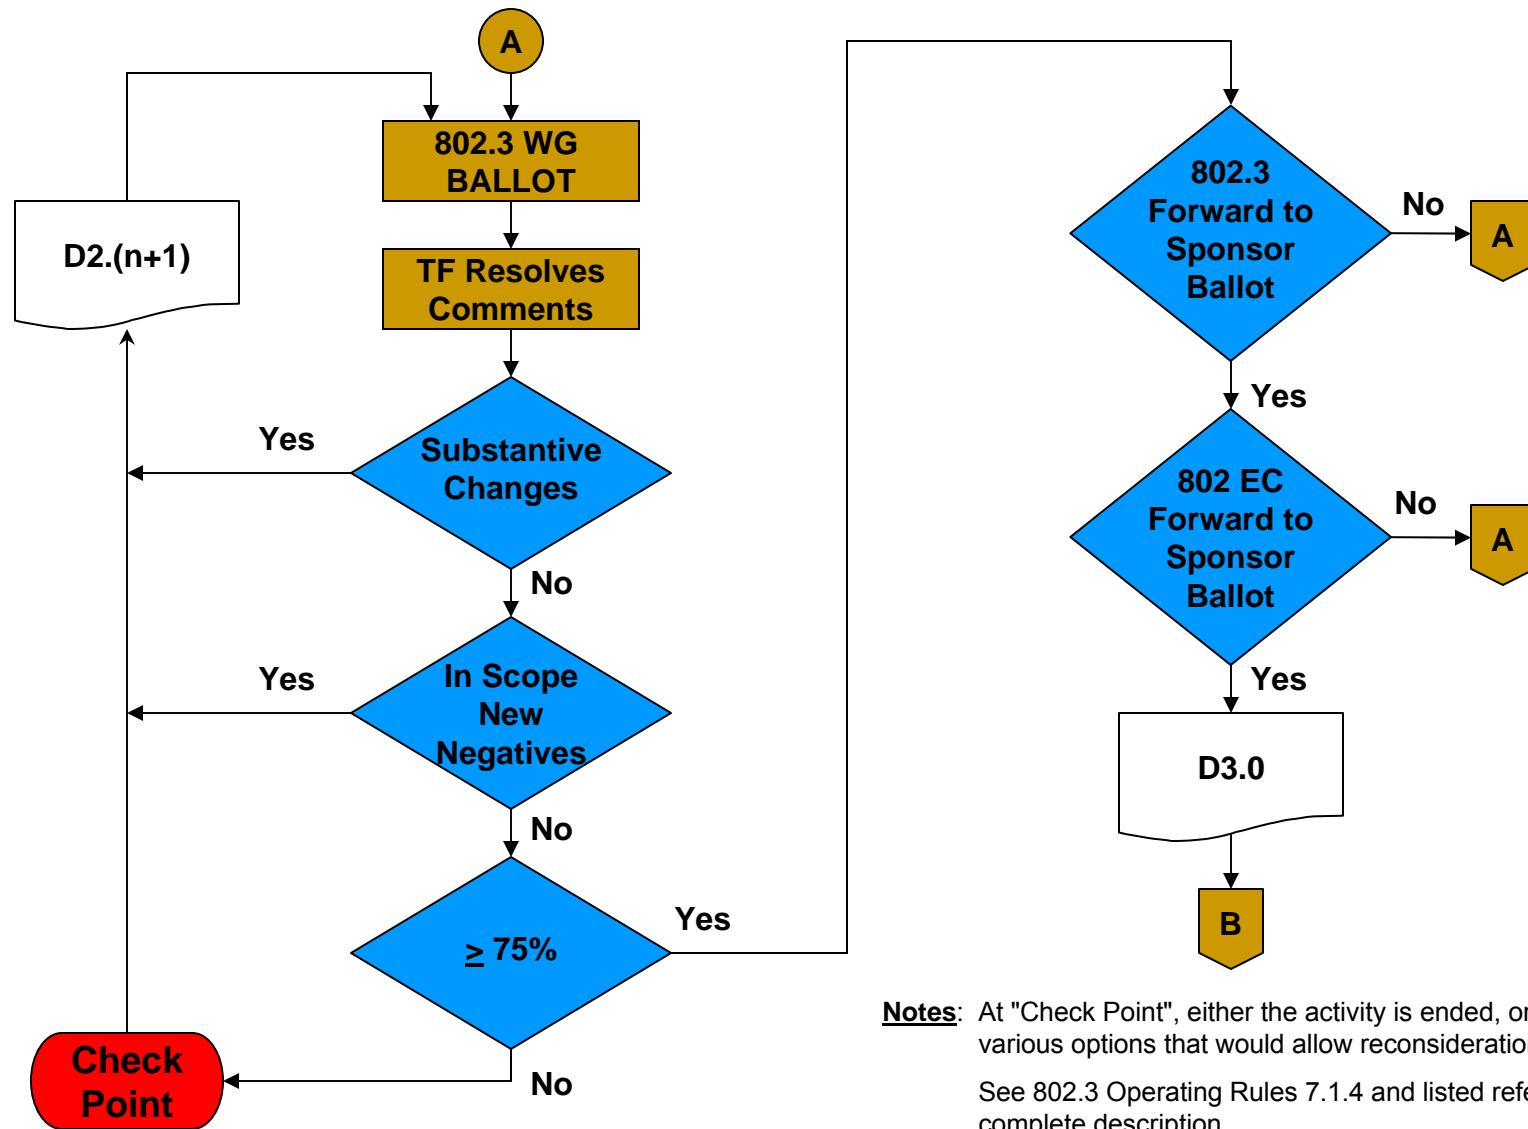 A
802.3 WG
BALLOT
D2.(n+1)
TF Resolves
Comments
Yes
Substantive
Changes
No
Yes
In Scope
New
Negatives
No
≥ 75%
Yes
No
Check
Point
802.3
Forward to
Sponsor
Ballot
No
A
Yes
802 EC
Forward to
Sponsor
Ballot
No
A
Yes
D3.0
B
Notes: At "Check Point", either the activity is ended, or
various options that would allow reconsideration
See 802.3 Operating Rules 7.1.4 and listed refe
complete description